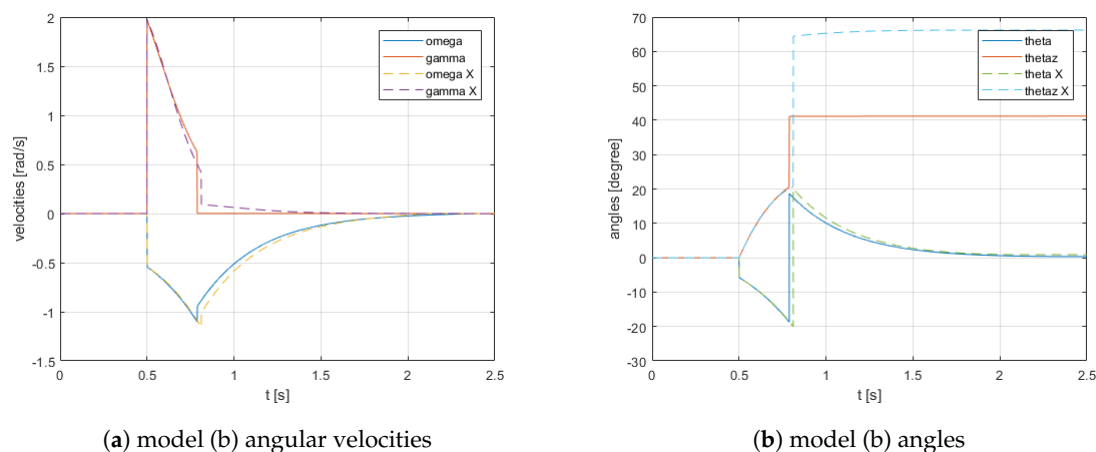 2
1.5
1
0.5
0
-0.5
-1
-1.5
velocities [rad/s]
0 0.5 1 1.5 2 2.5
t [s]
omega
gamma
omega X
gamma X
(a) model (b) angular velocities
70
60
50
40
30
20
10
0
-10
-20
-30
angles [degree]
0 0.5 1 1.5 2 2.5
t [s]
theta
thetaz
theta X
thetaz X
(b) model (b) angles